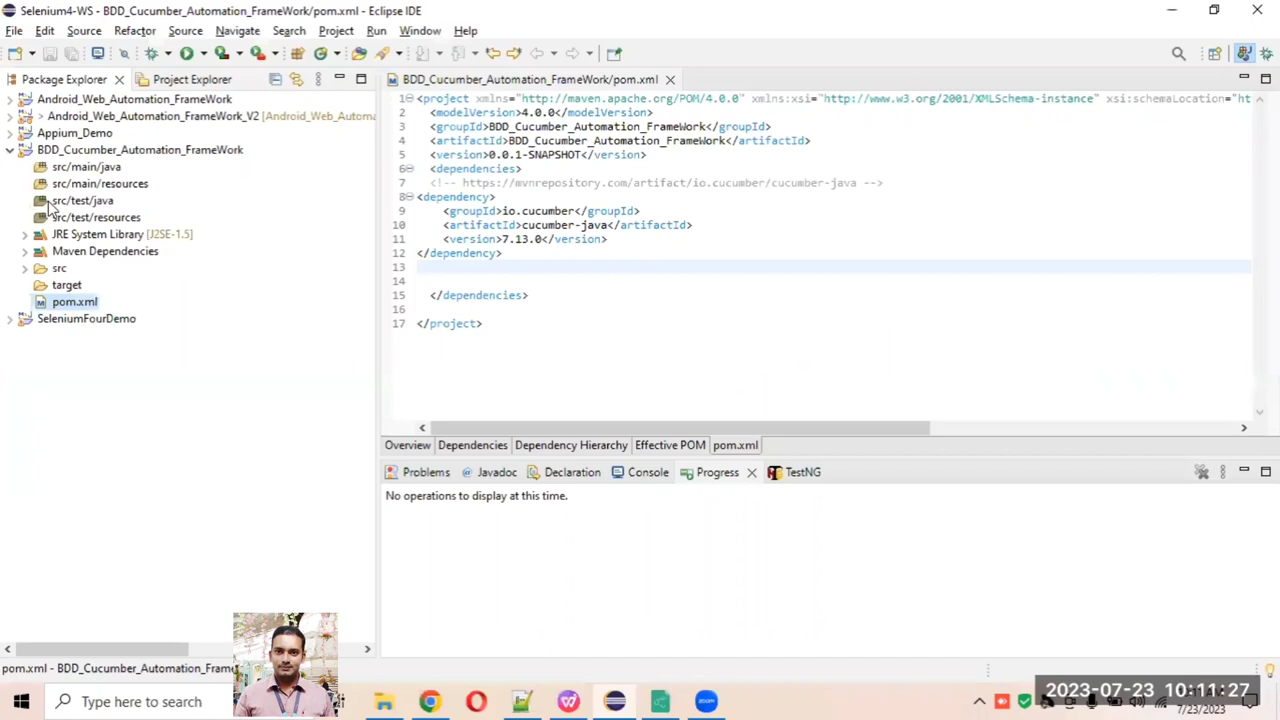 Selenium4-WS - BDD_Cucumber_Automation_FrameWork/pom.xml - Eclipse IDE
File Edit Source Refactor Source Navigate Search Project Run Window Help
Package Explorer Project Explorer
Android_Web_Automation_FrameWork
> Android_Web_Automation_FrameWork_V2 [Android_Web_Automa
Appium_Demo
BDD_Cucumber_Automation_FrameWork
src/main/java
src/main/resources
src/test/java
src/test/resources
JRE System Library [J2SE-1.5]
Maven Dependencies
src
target
pom.xml
SeleniumFourDemo
BDD_Cucumber_Automation_FrameWork/pom.xml
1 <project xmlns="http://maven.apache.org/POM/4.0.0" xmlns:xsi="http://www.w3.org/2001/XMLSchema-instance" xsi:schemaLocation="ht
2 <modelVersion>4.0.0</modelVersion>
3 <groupId>BDD_Cucumber_Automation_FrameWork</groupId>
4 <artifactId>BDD_Cucumber_Automation_FrameWork</artifactId>
5 <version>0.0.1-SNAPSHOT</version>
6 <dependencies>
7 <!-- https://mvnrepository.com/artifact/io.cucumber/cucumber-java -->
8 <dependency>
9 <groupId>io.cucumber</groupId>
10 <artifactId>cucumber-java</artifactId>
11 <version>7.13.0</version>
12 </dependency>
13
14
15 </dependencies>
16
17 </project>
Overview Dependencies Dependency Hierarchy Effective POM pom.xml
Problems Javadoc Declaration Console Progress TestNG
No operations to display at this time.
pom.xml - BDD_Cucumber_Automation_Frame
Type here to search
2023-07-23 10:11:27
7/23/2023